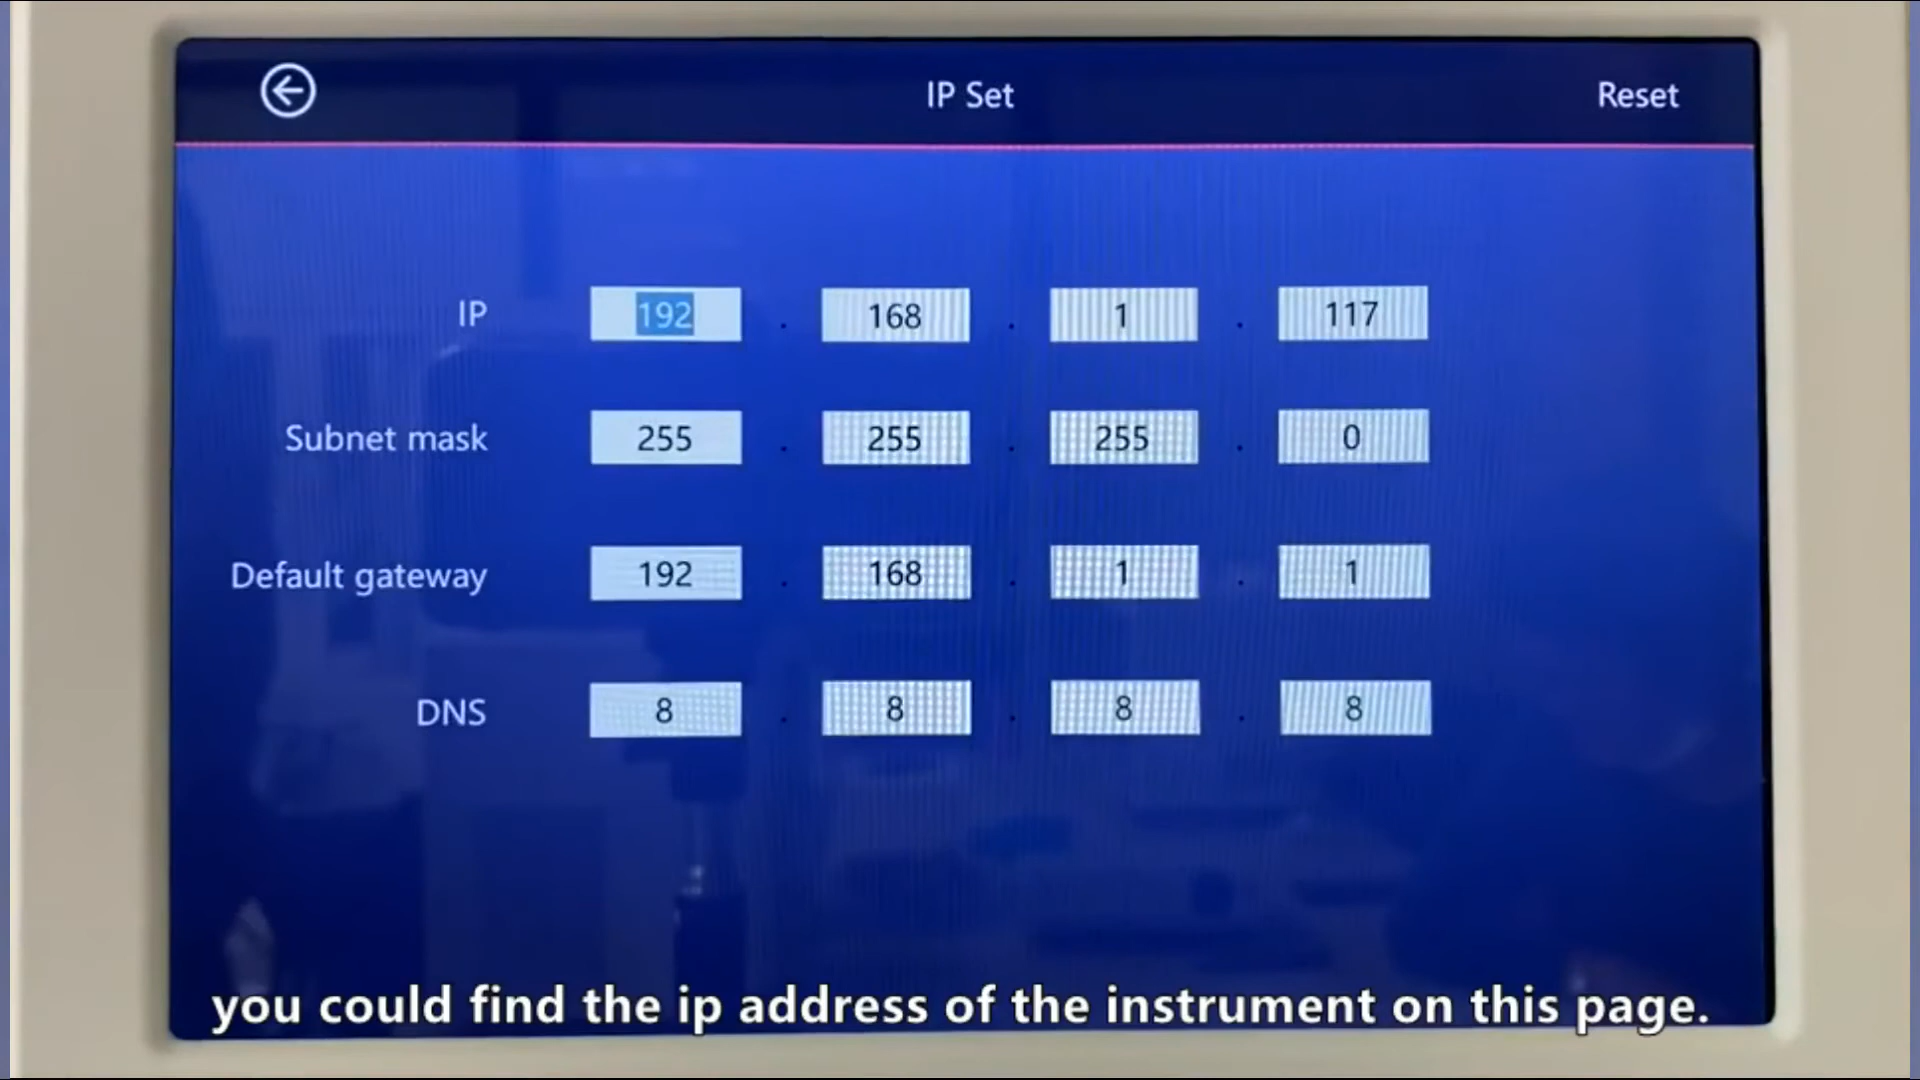 IP Set
Reset
IP 192 . 168 . 1 . 117
Subnet mask 255 . 255 . 255 . 0
Default gateway 192 . 168 . 1 . 1
DNS 8 . 8 . 8 . 8
you could find the ip address of the instrument on this page.